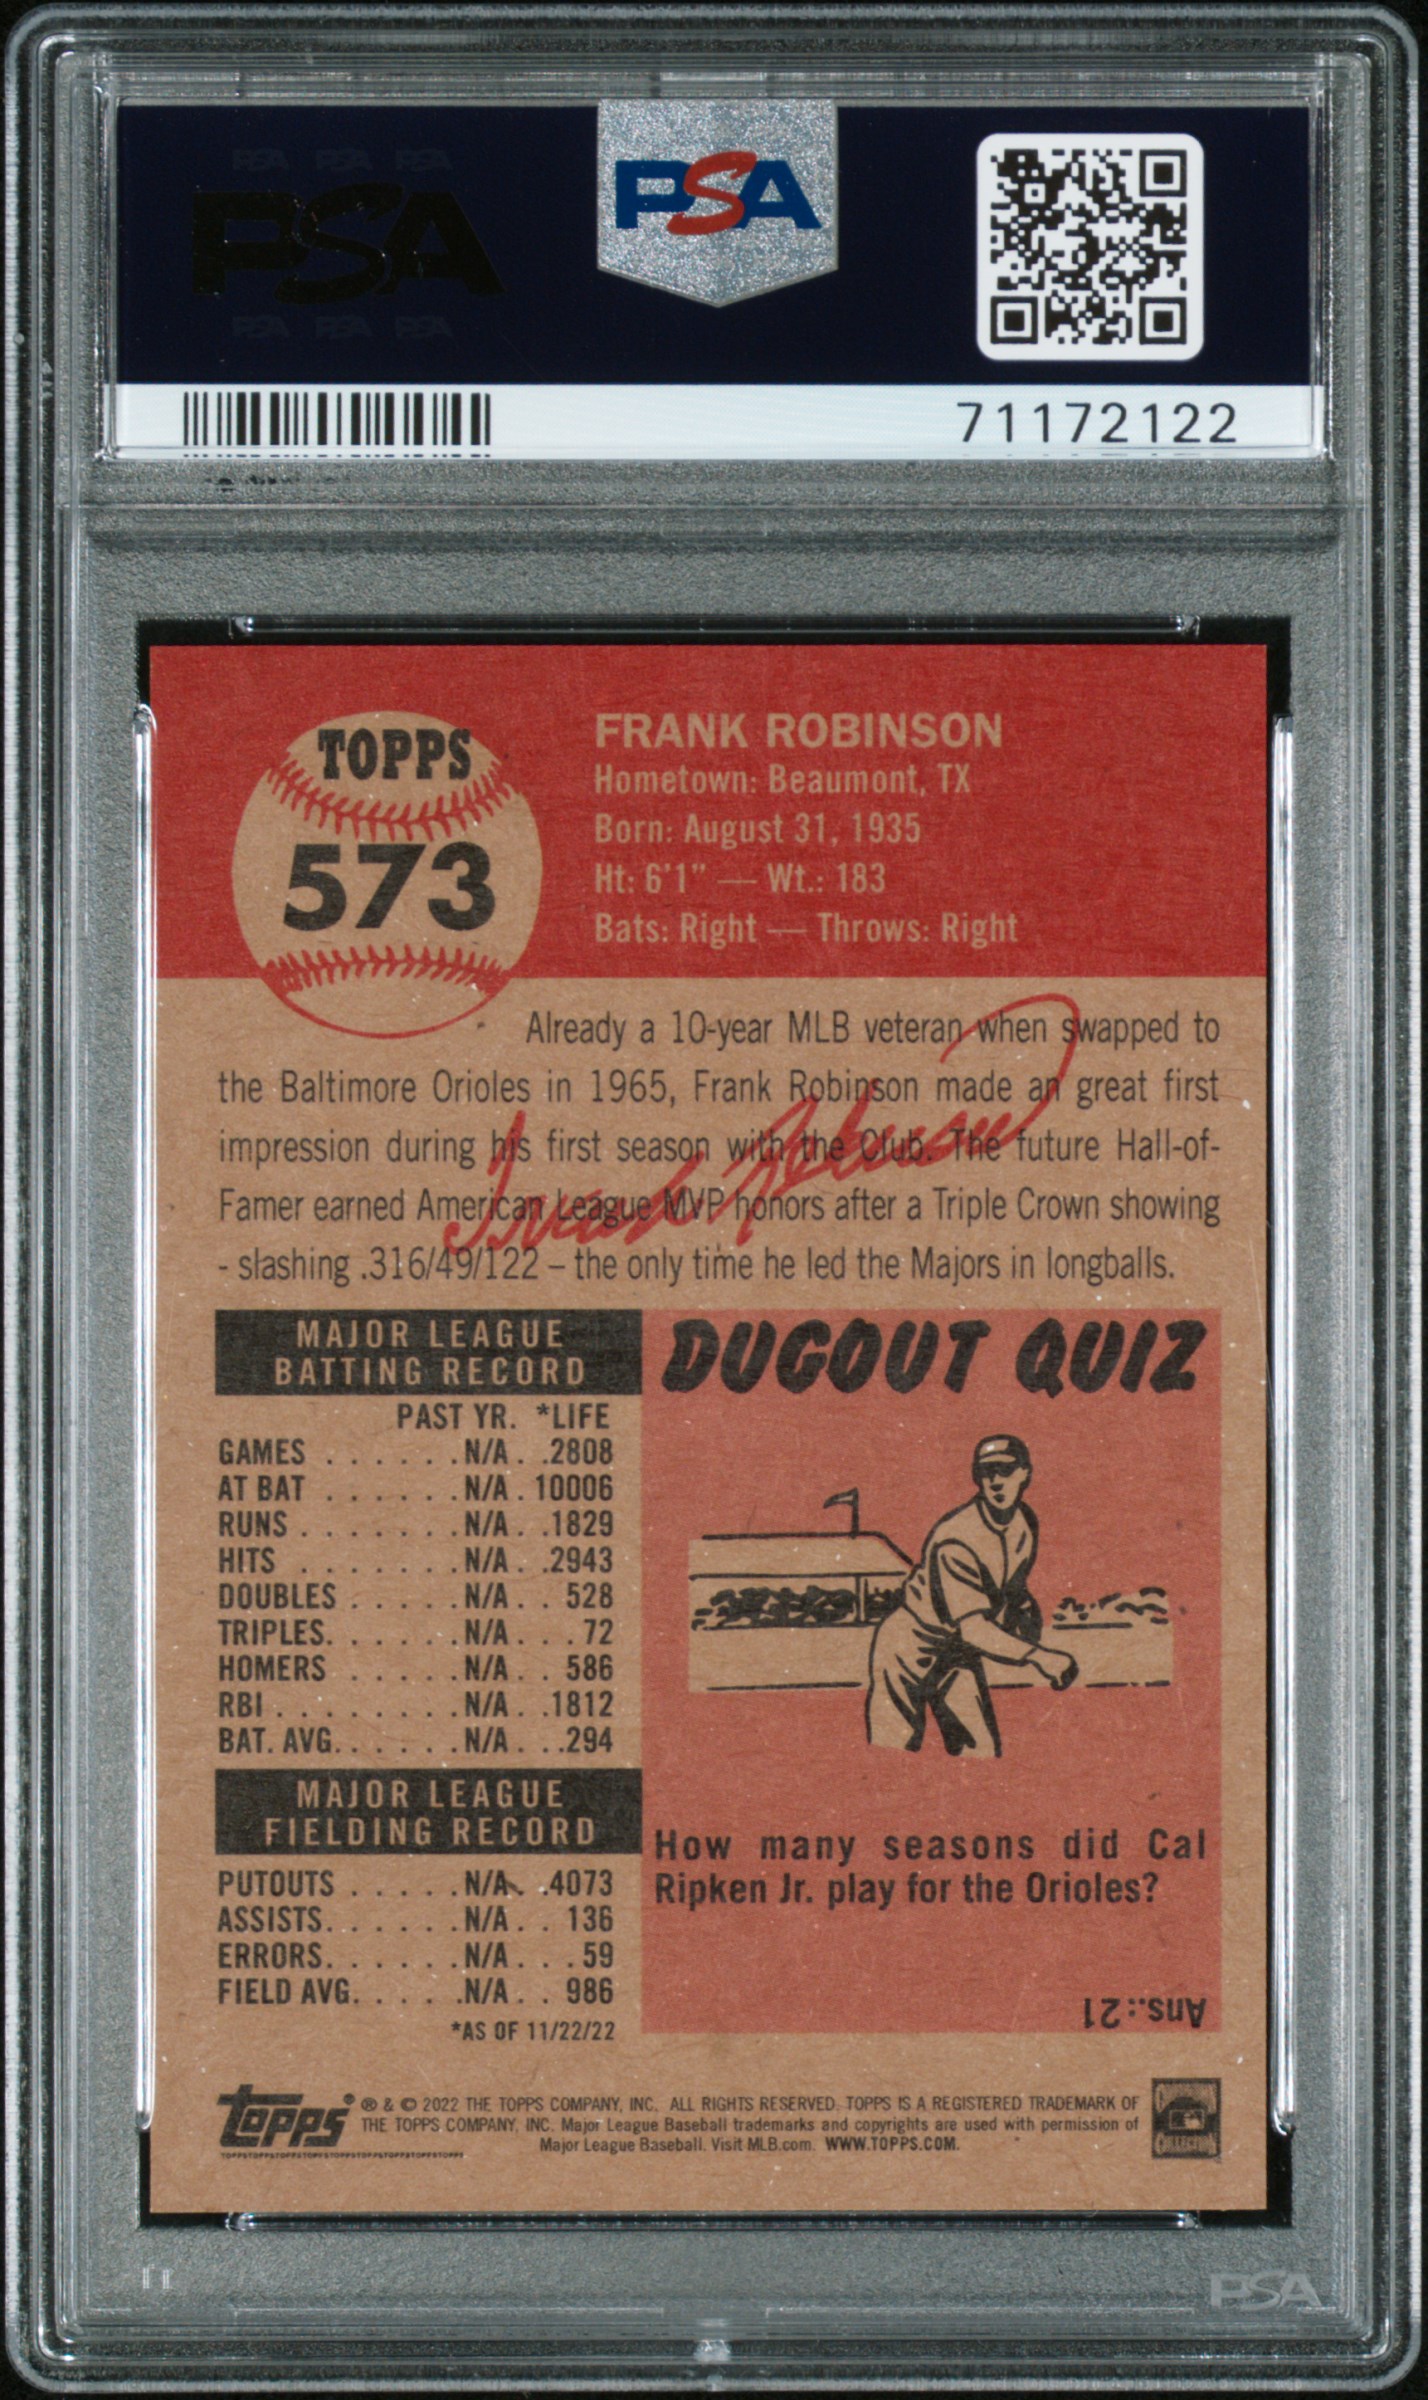 PSA PSA PSA
PSA
PSA PSA PSA
PSA
71172122
TOPPS
573
FRANK ROBINSON
Hometown: Beaumont, TX
Born: August 31, 1935
Ht: 6'1" — Wt.: 183
Bats: Right — Throws: Right
Already a 10-year MLB veteran when swapped to
the Baltimore Orioles in 1965, Frank Robinson made an great first
impression during his first season with the Club. The future Hall-of-
Famer earned American League MVP honors after a Triple Crown showing
- slashing .316/49/122 – the only time he led the Majors in longballs.
Frank Robinson
MAJOR LEAGUE
BATTING RECORD
PAST YR. *LIFE
GAMES . . . . . . N/A . . 2808
AT BAT . . . . . . N/A . 10006
RUNS . . . . . . . N/A . . 1829
HITS . . . . . . . N/A . . 2943
DOUBLES . . . . . N/A . . 528
TRIPLES. . . . . . N/A . . . 72
HOMERS . . . . . N/A . . 586
RBI . . . . . . . . N/A . . 1812
BAT. AVG. . . . . . N/A . . .294
MAJOR LEAGUE
FIELDING RECORD
PUTOUTS . . . . . N/A . . 4073
ASSISTS. . . . . . N/A . . 136
ERRORS. . . . . . N/A . . . 59
FIELD AVG. . . . . N/A . . 986
*AS OF 11/22/22
DUGOUT QUIZ
How many seasons did Cal
Ripken Jr. play for the Orioles?
Ans.: 21
topps
® & © 2022 THE TOPPS COMPANY, INC. ALL RIGHTS RESERVED. TOPPS IS A REGISTERED TRADEMARK OF
THE TOPPS COMPANY, INC. Major League Baseball trademarks and copyrights are used with permission of
Major League Baseball. Visit MLB.com. WWW.TOPPS.COM.
COLLECTION
PSA